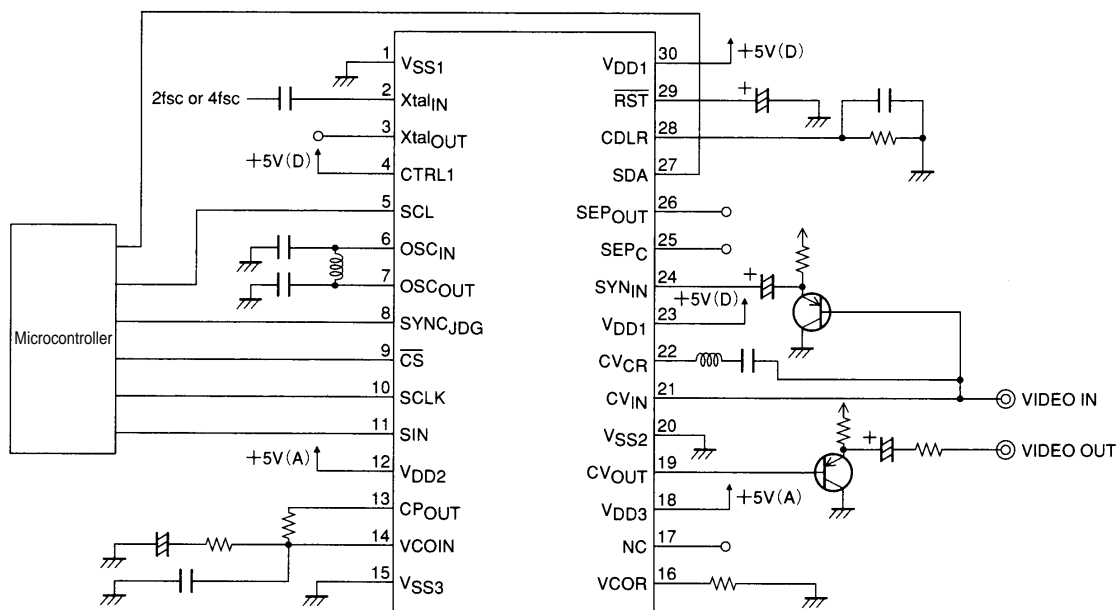 1 VSS1
2fsc or 4fsc 2 XtalIN
3 XtalOUT
+5V(D) 4 CTRL1
5 SCL
6 OSCIN
7 OSCOUT
8 SYNCJDG
9 CS
10 SCLK
11 SIN
+5V(A) 12 VDD2
13 CPOUT
14 VCOIN
15 VSS3
Microcontroller
VDD1 30 +5V(D)
RST 29 +
CDLR 28
SDA 27
SEPOUT 26
SEPC 25
SYNIN 24 +
VDD1 23 +5V(D)
CVCR 22
CVIN 21 VIDEO IN
VSS2 20
CVOUT 19 + VIDEO OUT
VDD3 18 +5V(A)
NC 17
VCOR 16